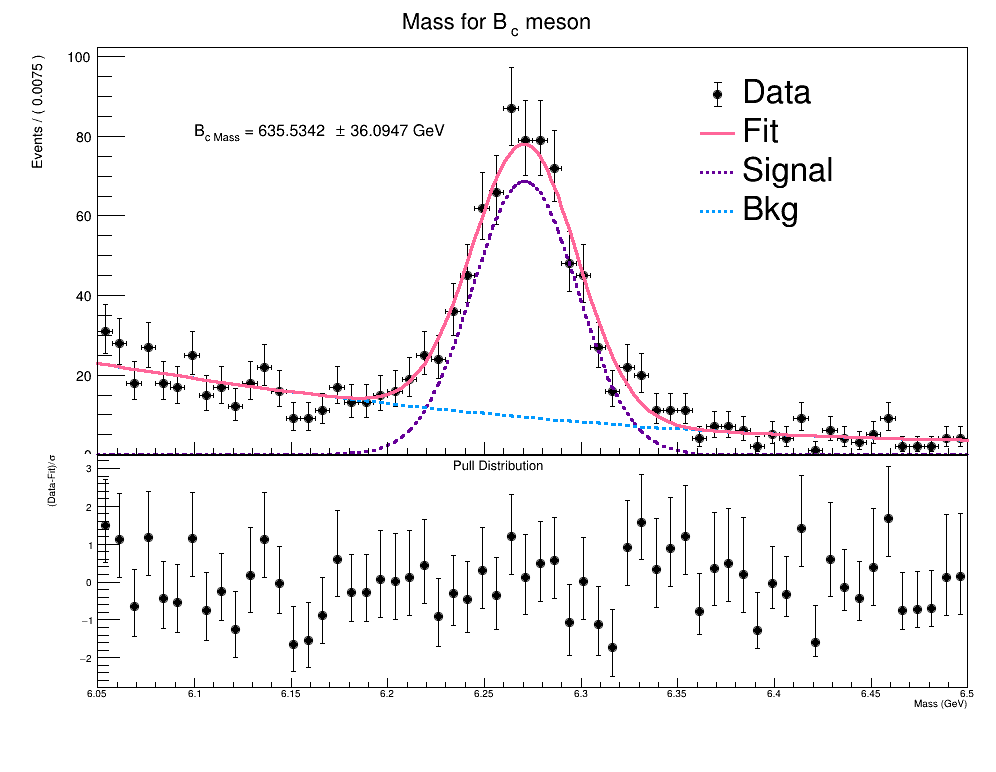 Mass for B c meson
Events / ( 0.0075 )
100
80
60
40
20
0
B c Mass = 635.5342 ± 36.0947 GeV
Data
Fit
Signal
Bkg
Pull Distribution
(Data-Fit)/σ
3
2
1
0
−1
−2
6.05 6.1 6.15 6.2 6.25 6.3 6.35 6.4 6.45 6.5
Mass (GeV)